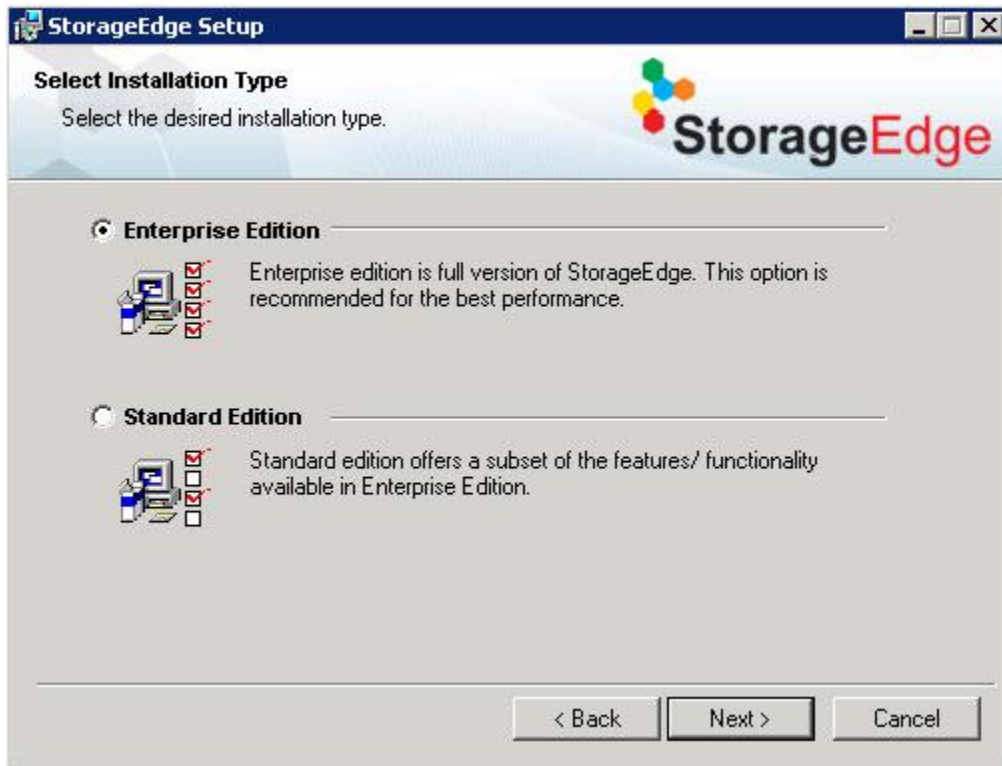 StorageEdge Setup
Select Installation Type
Select the desired installation type.
StorageEdge
Enterprise Edition
Enterprise edition is full version of StorageEdge. This option is
recommended for the best performance.
Standard Edition
Standard edition offers a subset of the features/ functionality
available in Enterprise Edition.
< Back
Next >
Cancel